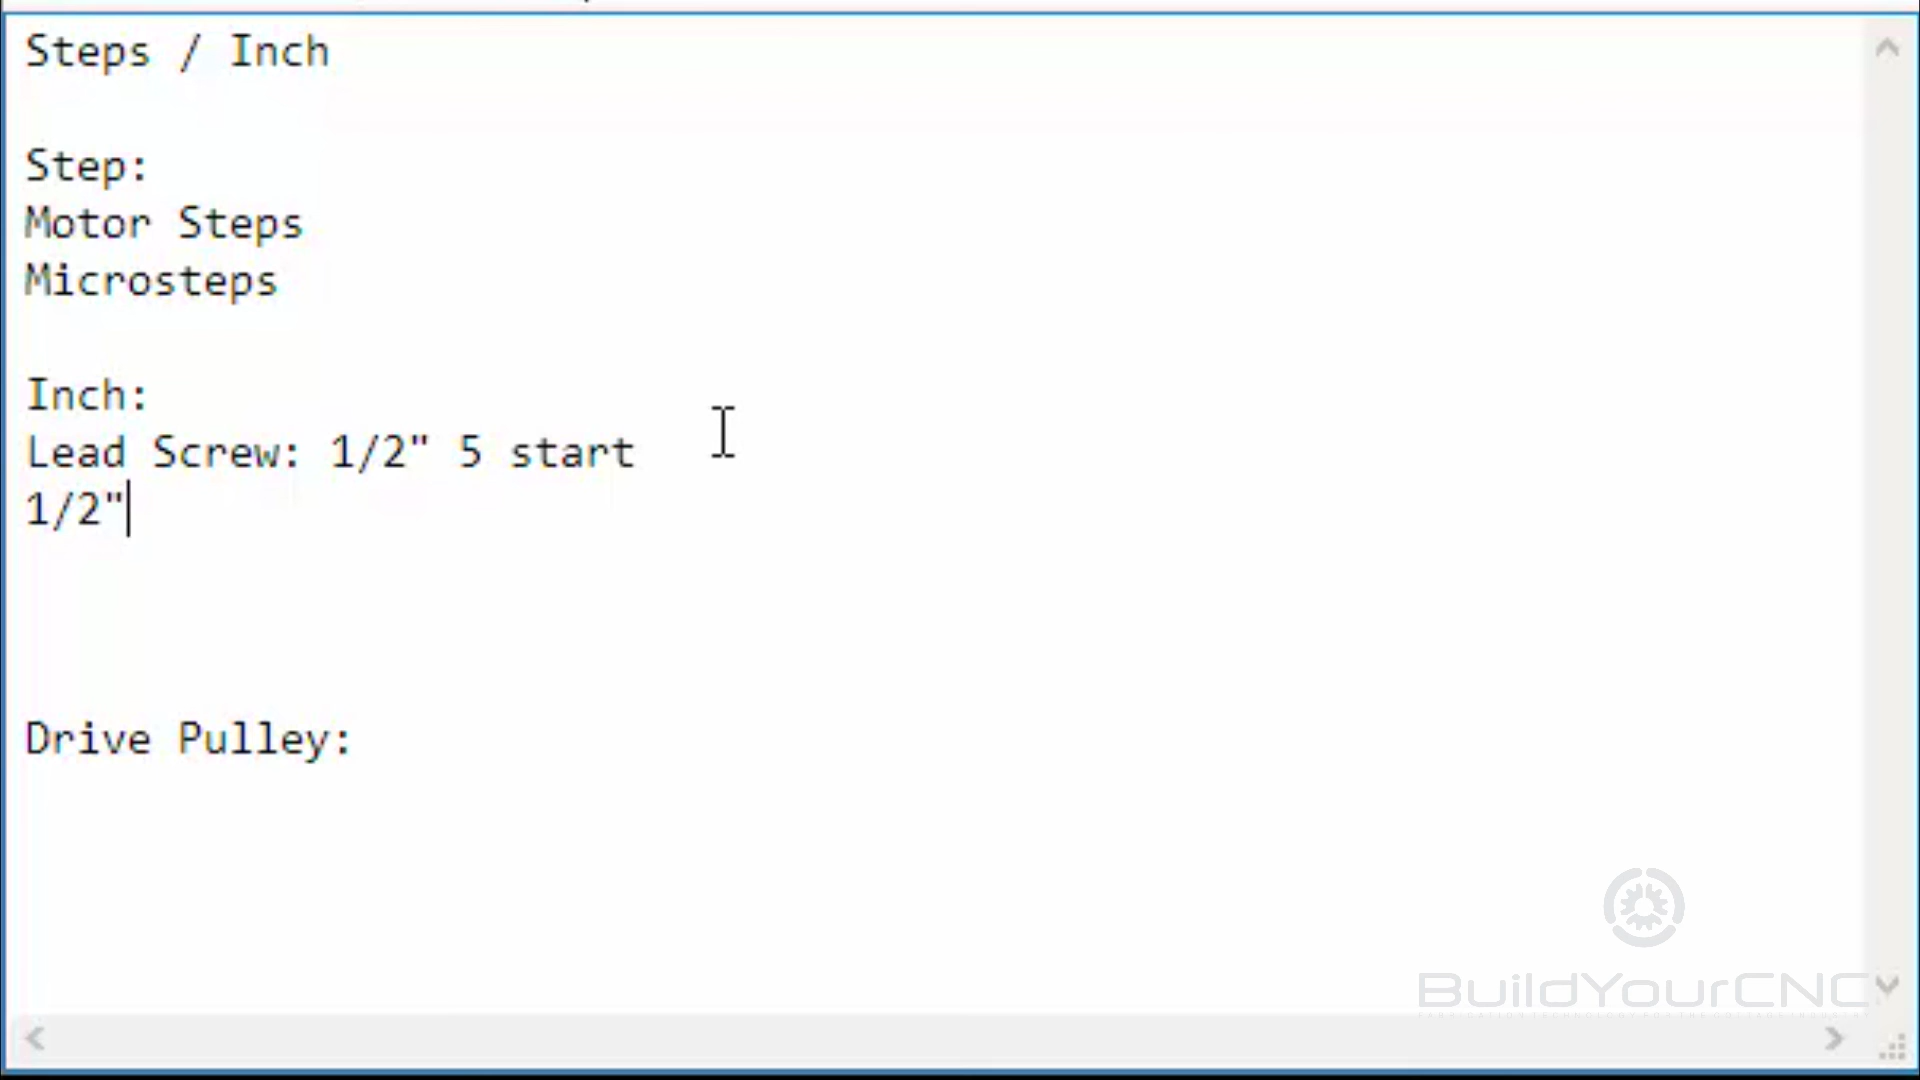 Steps / Inch
Step:
Motor Steps
Microsteps
Inch:
Lead Screw: 1/2" 5 start
1/2"
Drive Pulley:
BuildYourCNC